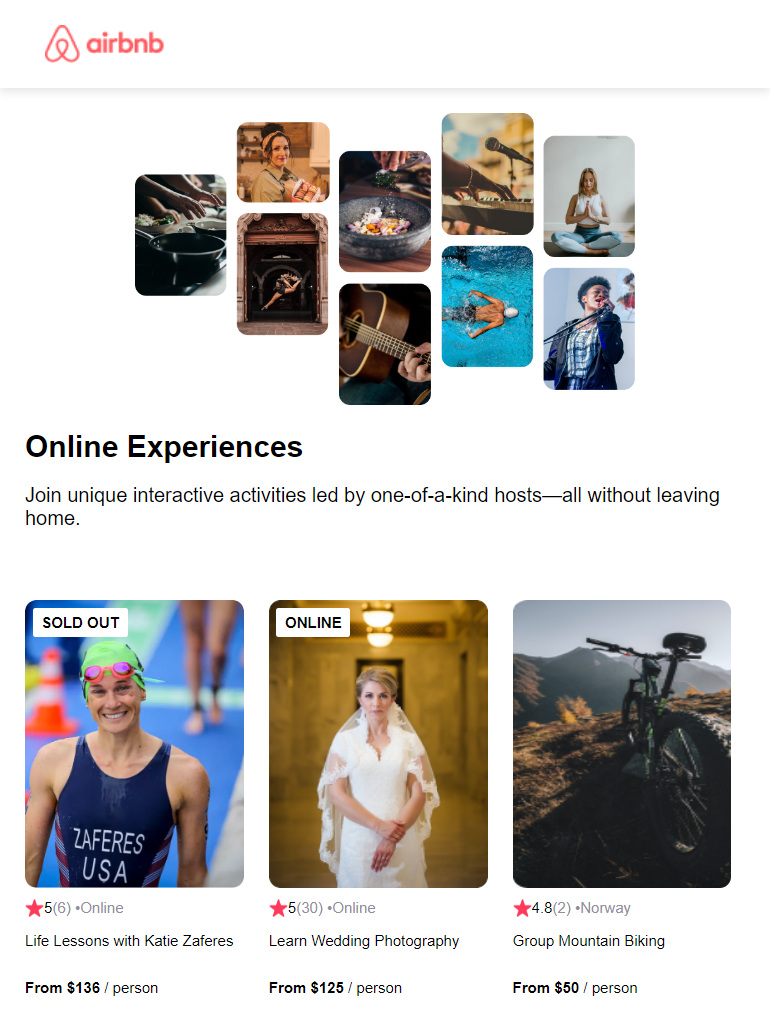 airbnb
Online Experiences
Join unique interactive activities led by one-of-a-kind hosts—all without leaving
home.
SOLD OUT
ZAFERES
USA
5(6) •Online
Life Lessons with Katie Zaferes
From $136 / person
ONLINE
5(30) •Online
Learn Wedding Photography
From $125 / person
4.8(2) •Norway
Group Mountain Biking
From $50 / person